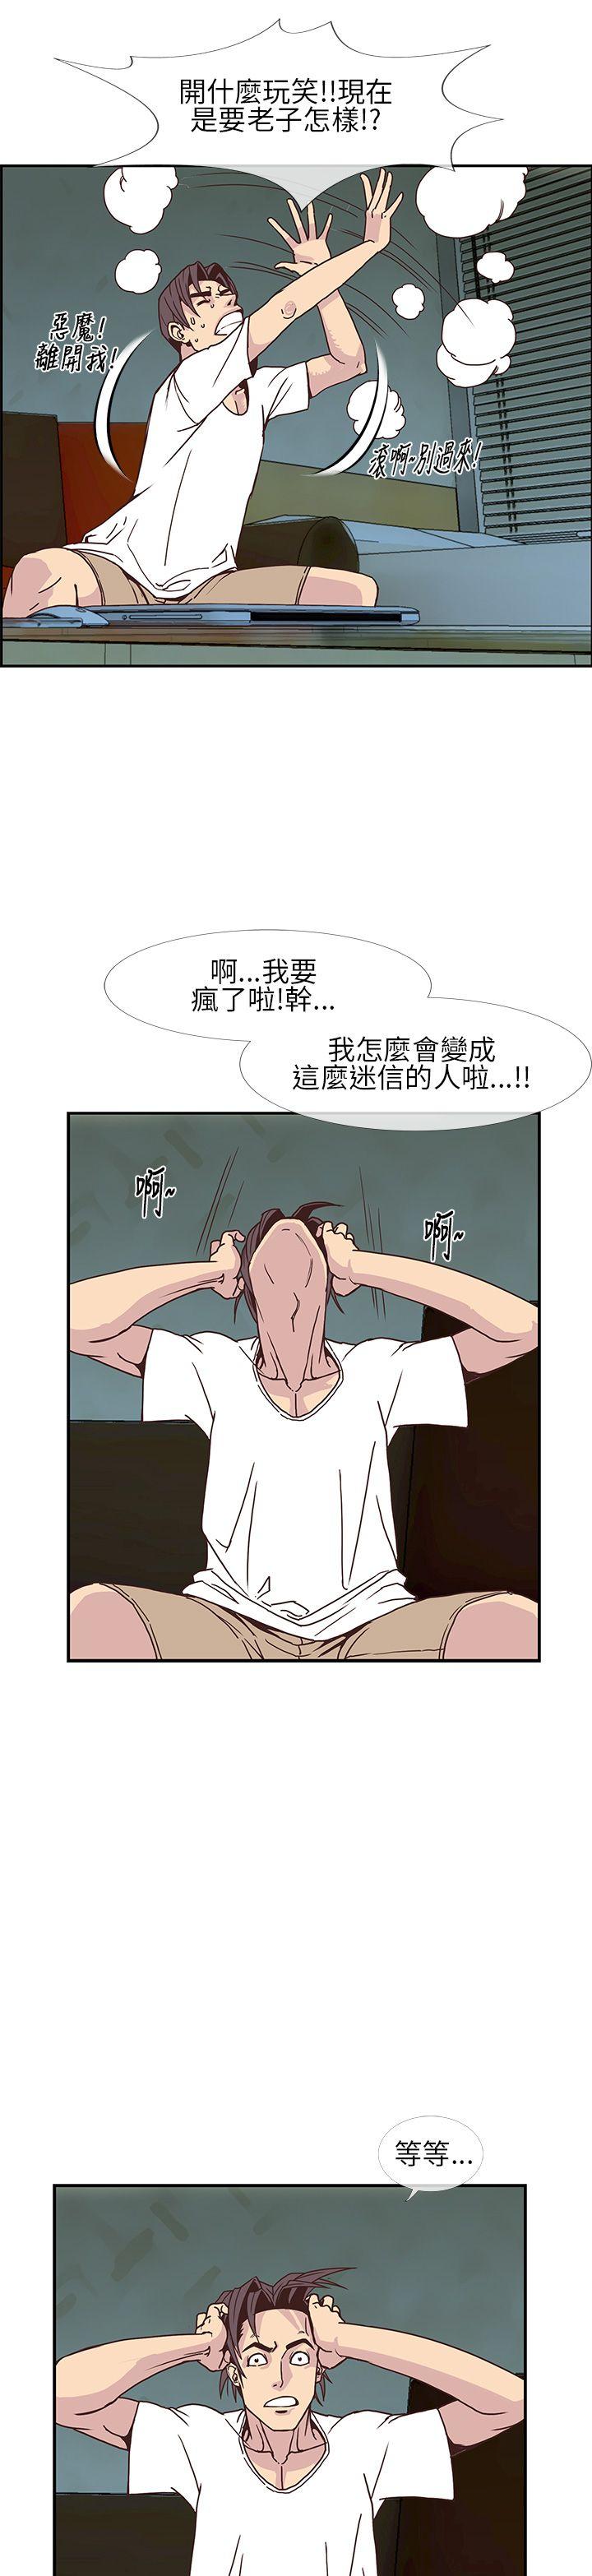 開什麼玩笑!!現在
是要老子怎樣!?
惡魔!
離開我!
滾啊~別過來!
啊...我要
瘋了啦!幹...
我怎麼會變成
這麼迷信的人啦...!!
啊~
啊~
等等...